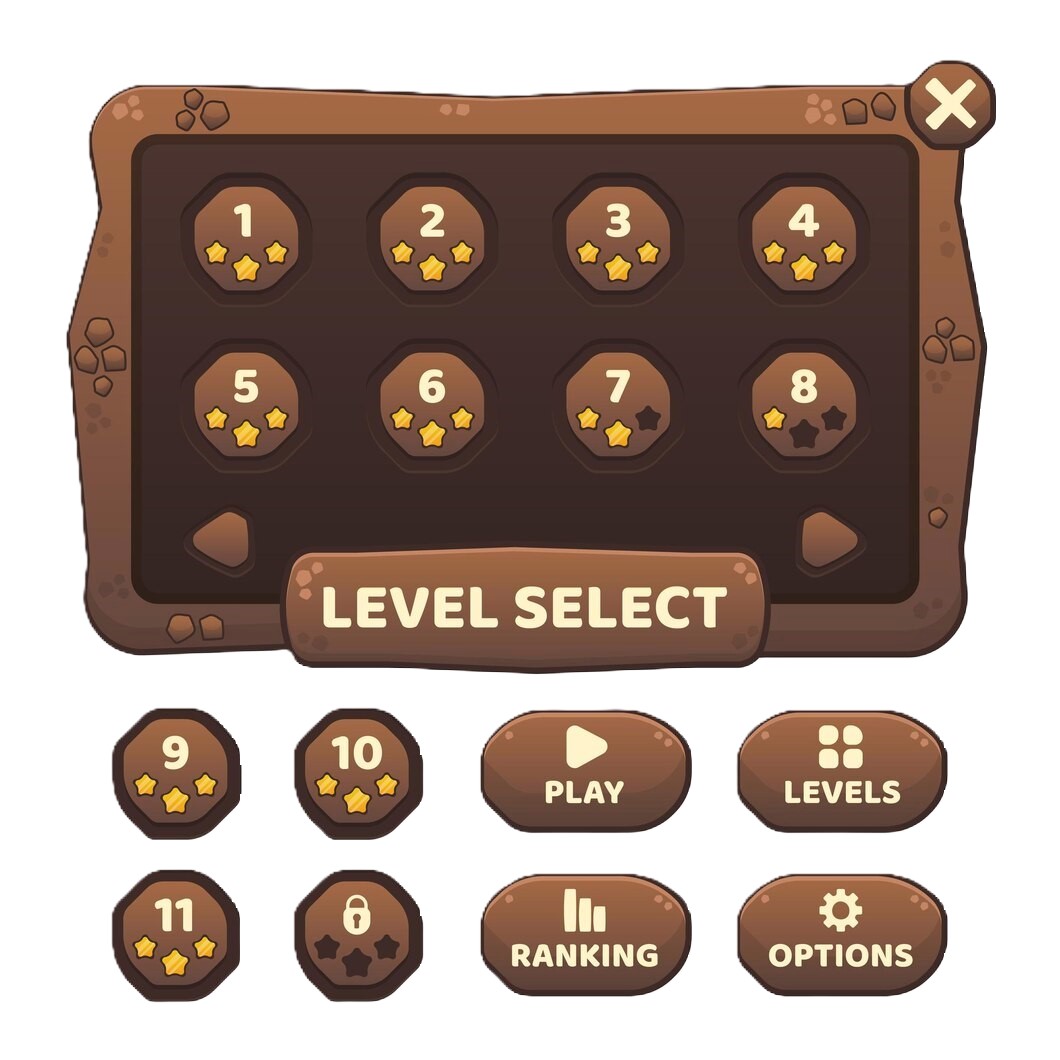 1 2 3 4
5 6 7 8
LEVEL SELECT
9 10
PLAY
LEVELS
11
RANKING
OPTIONS